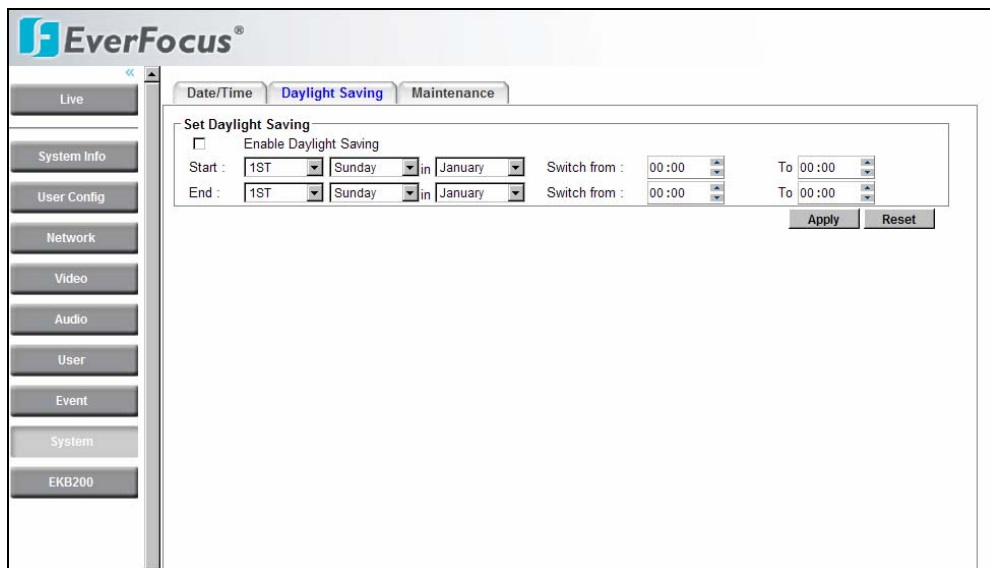 EverFocus®
«
Live
System Info
User Config
Network
Video
Audio
User
Event
System
EKB200
Date/Time Daylight Saving Maintenance
Set Daylight Saving
Enable Daylight Saving
Start : 1ST Sunday in January Switch from : 00:00 To 00:00
End : 1ST Sunday in January Switch from : 00:00 To 00:00
Apply Reset